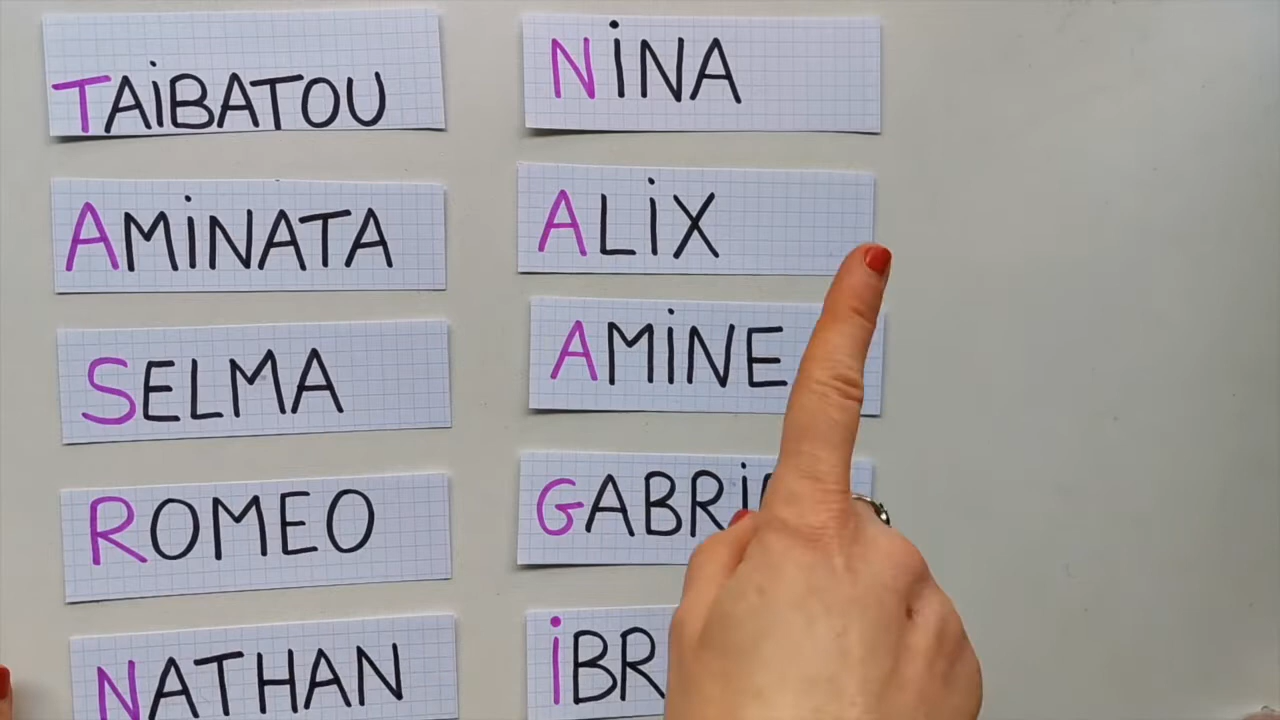 TAiBATOU
AMiNATA
SELMA
ROMEO
NATHAN
NiNA
ALiX
AMiNE